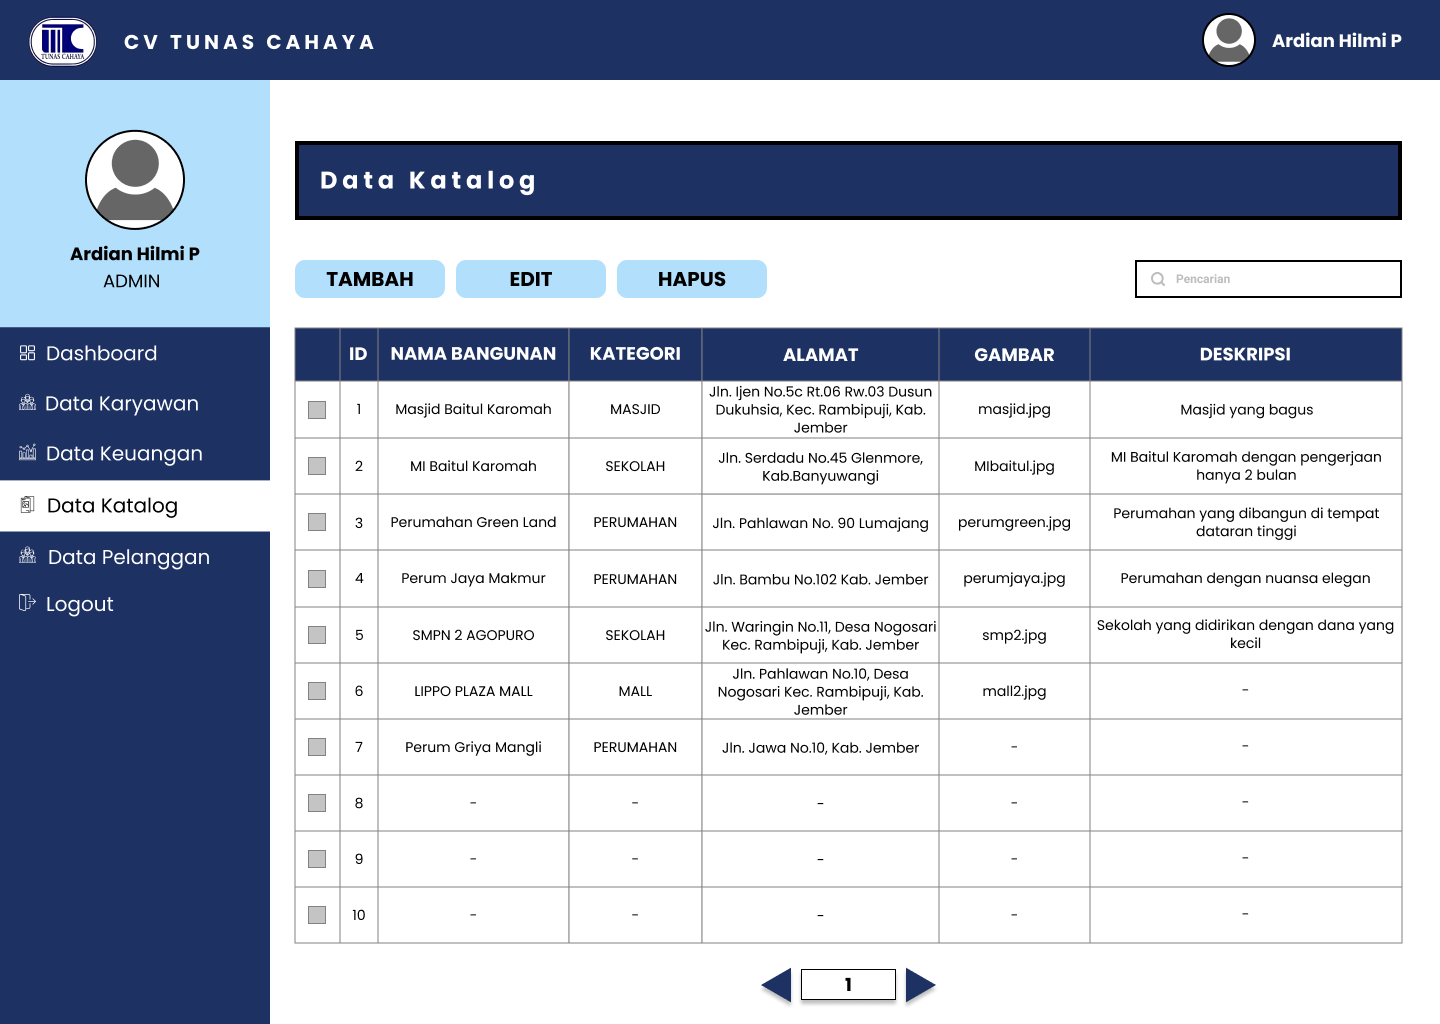 TUNAS CAHAYA
CV TUNAS CAHAYA
Ardian Hilmi P
Ardian Hilmi P
ADMIN
Dashboard
Data Karyawan
Data Keuangan
Data Katalog
Data Pelanggan
Logout
Data Katalog
TAMBAH EDIT HAPUS
Pencarian
ID NAMA BANGUNAN KATEGORI ALAMAT GAMBAR DESKRIPSI
1 Masjid Baitul Karomah MASJID Jln. Ijen No.5c Rt.06 Rw.03 Dusun
Dukuhsia, Kec. Rambipuji, Kab.
Jember
masjid.jpg Masjid yang bagus
2 MI Baitul Karomah SEKOLAH Jln. Serdadu No.45 Glenmore,
Kab.Banyuwangi
MIbaitul.jpg MI Baitul Karomah dengan pengerjaan
hanya 2 bulan
3 Perumahan Green Land PERUMAHAN Jln. Pahlawan No. 90 Lumajang perumgreen.jpg Perumahan yang dibangun di tempat
dataran tinggi
4 Perum Jaya Makmur PERUMAHAN Jln. Bambu No.102 Kab. Jember perumjaya.jpg Perumahan dengan nuansa elegan
5 SMPN 2 AGOPURO SEKOLAH Jln. Waringin No.11, Desa Nogosari
Kec. Rambipuji, Kab. Jember
smp2.jpg Sekolah yang didirikan dengan dana yang
kecil
6 LIPPO PLAZA MALL MALL Jln. Pahlawan No.10, Desa
Nogosari Kec. Rambipuji, Kab.
Jember
mall2.jpg -
7 Perum Griya Mangli PERUMAHAN Jln. Jawa No.10, Kab. Jember - -
8 - - - - -
9 - - - - -
10 - - - - -
1